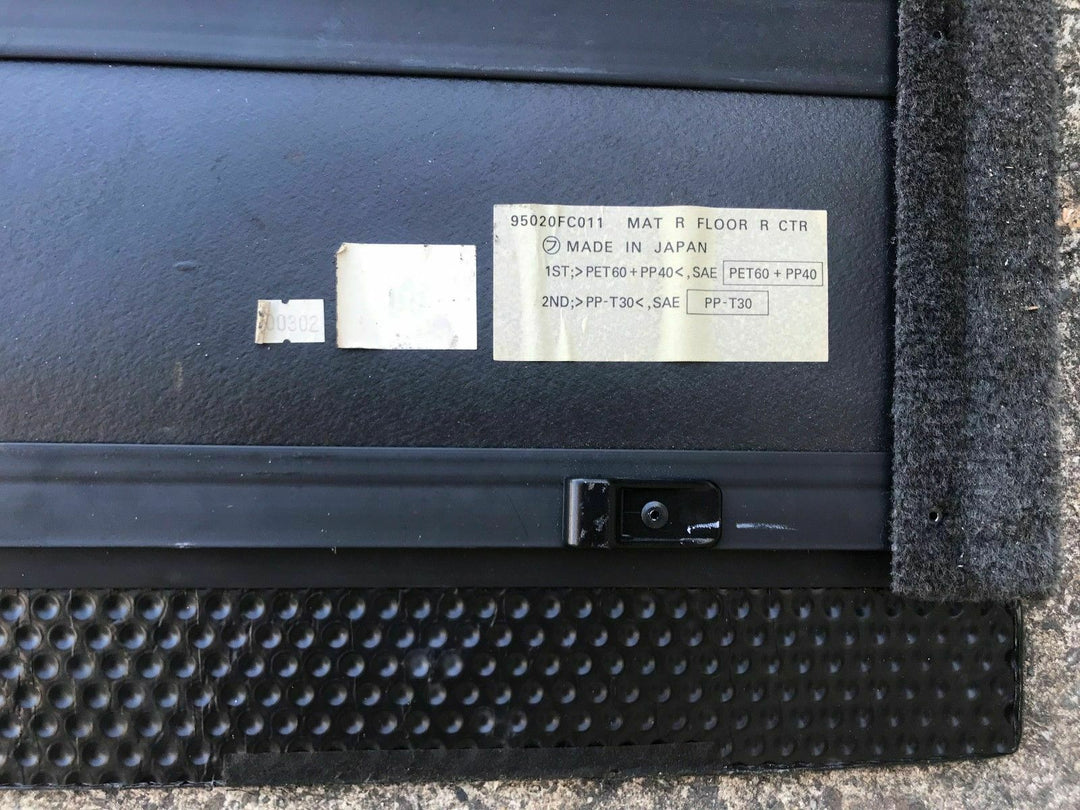 95020FC011 MAT R FLOOR R CTR
㋫ MADE IN JAPAN
1ST;>PET60+PP40<,SAE PET60+PP40
2ND;>PP-T30<,SAE PP-T30
00302